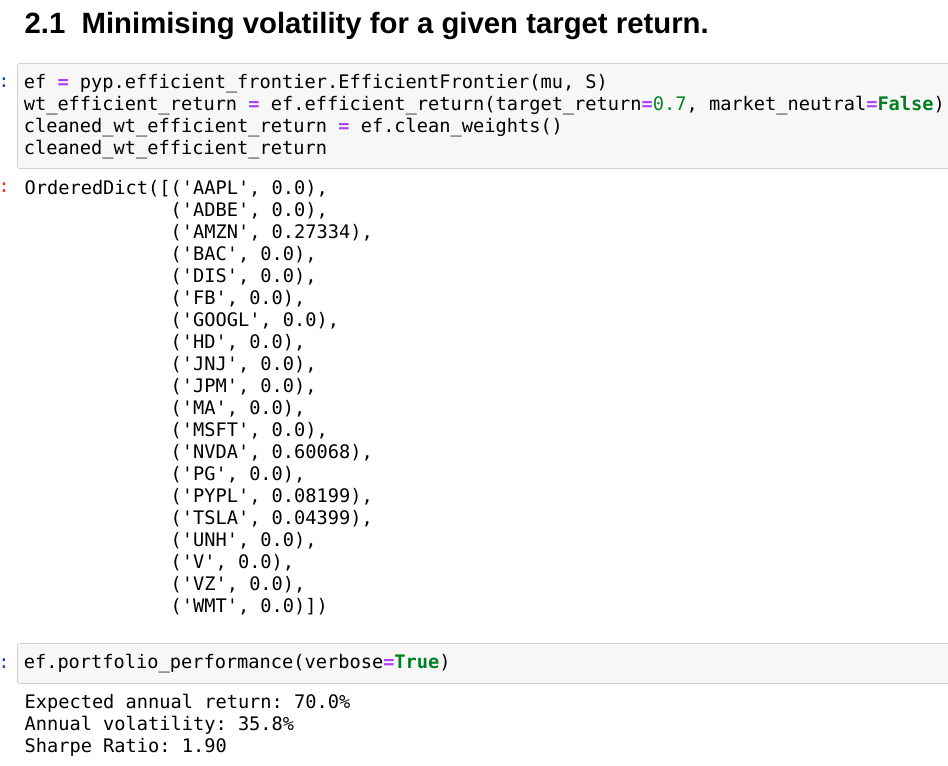 2.1 Minimising volatility for a given target return.
: ef = pyp.efficient_frontier.EfficientFrontier(mu, S)
wt_efficient_return = ef.efficient_return(target_return=0.7, market_neutral=False)
cleaned_wt_efficient_return = ef.clean_weights()
cleaned_wt_efficient_return
: OrderedDict([('AAPL', 0.0),
('ADBE', 0.0),
('AMZN', 0.27334),
('BAC', 0.0),
('DIS', 0.0),
('FB', 0.0),
('GOOGL', 0.0),
('HD', 0.0),
('JNJ', 0.0),
('JPM', 0.0),
('MA', 0.0),
('MSFT', 0.0),
('NVDA', 0.60068),
('PG', 0.0),
('PYPL', 0.08199),
('TSLA', 0.04399),
('UNH', 0.0),
('V', 0.0),
('VZ', 0.0),
('WMT', 0.0)])
: ef.portfolio_performance(verbose=True)
Expected annual return: 70.0%
Annual volatility: 35.8%
Sharpe Ratio: 1.90